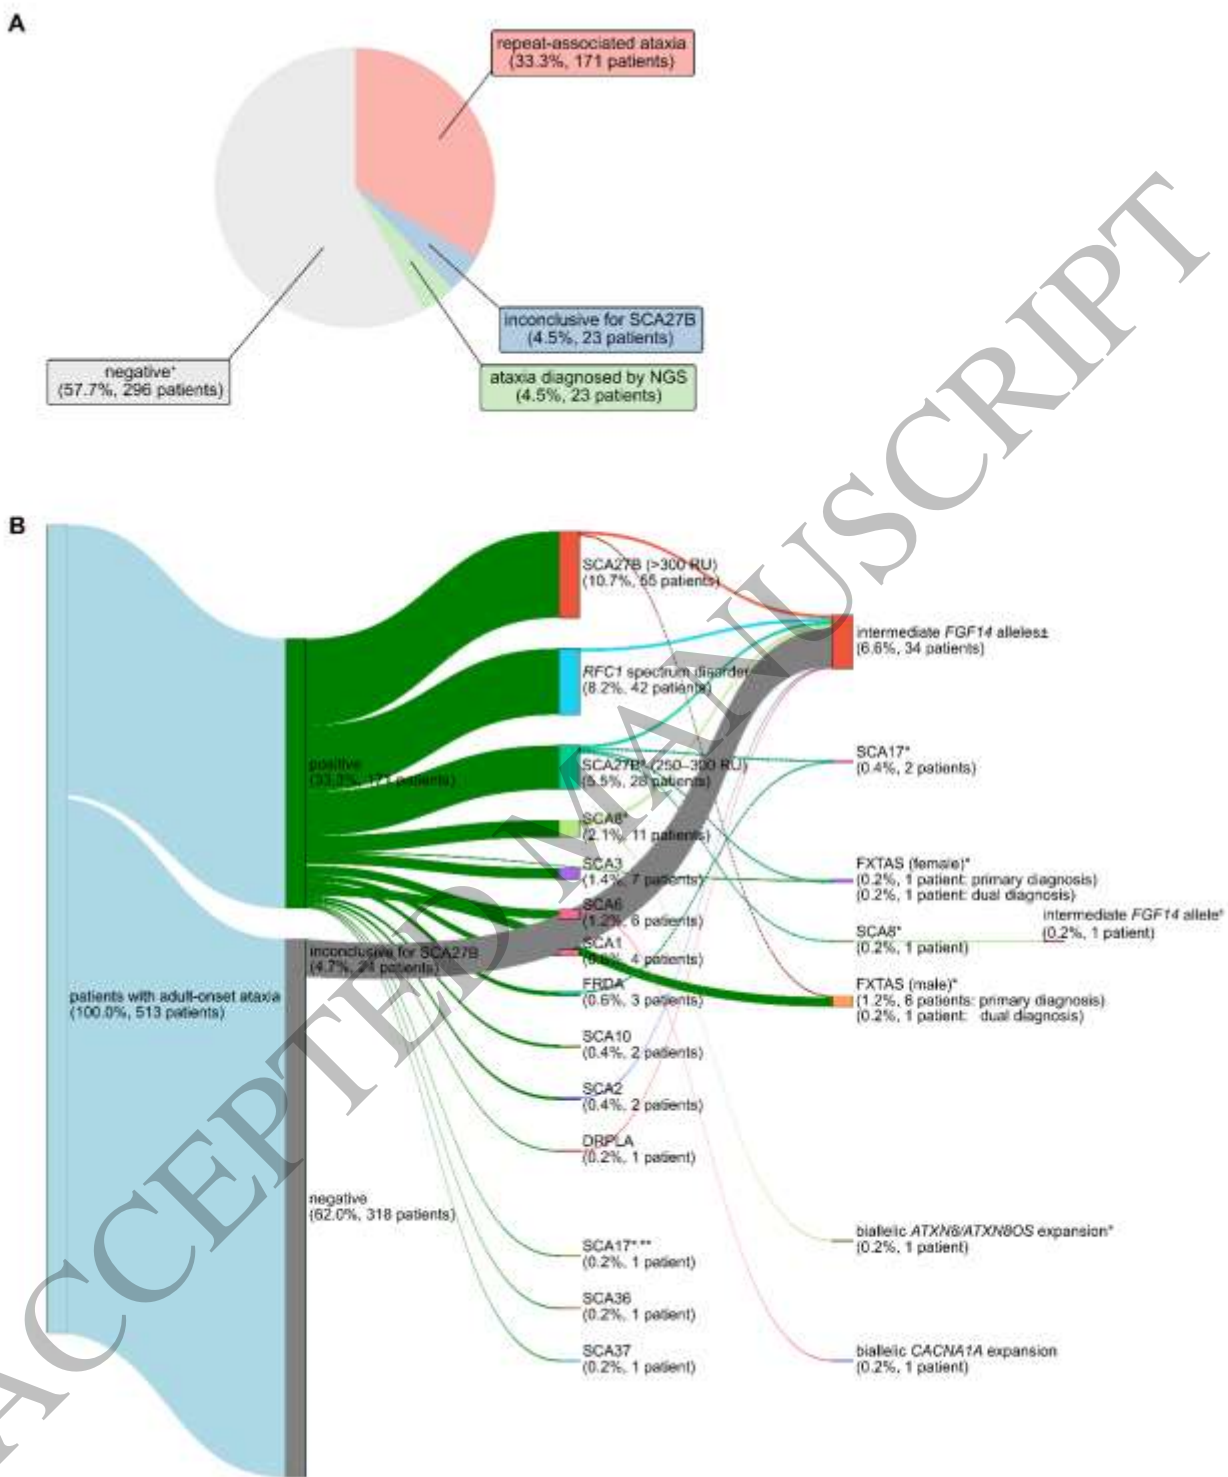 A
repeat-associated ataxia
(33.3%, 171 patients)
inconclusive for SCA27B
(4.5%, 23 patients)
negative*
(57.7%, 296 patients)
ataxia diagnosed by NGS
(4.5%, 23 patients)
B
SCA27B (>300 RU)
(10.7%, 55 patients)
intermediate FGF14 alleles±
(6.6%, 34 patients)
RFC1 spectrum disorder
(8.2%, 42 patients)
positive
(33.3%, 171 patients)
SCA27B* (250–300 RU)
(5.5%, 28 patients)
SCA17*
(0.4%, 2 patients)
SCA8*
(2.1%, 11 patients)
SCA3
(1.4%, 7 patients)
FXTAS (female)*
(0.2%, 1 patient: primary diagnosis)
(0.2%, 1 patient: dual diagnosis)
SCA6
(1.2%, 6 patients)
intermediate FGF14 allele
(0.2%, 1 patient)
SCA8*
(0.2%, 1 patient)
inconclusive for SCA27B
(4.7%, 24 patients)
SCA1
4 patients)
patients with adult-onset ataxia
(100.0%, 513 patients)
FRDA
(0.6%, 3 patients)
FXTAS (male)*
(1.2%, 6 patients: primary diagnosis)
(0.2%, 1 patient: dual diagnosis)
SCA10
(0.4%, 2 patients)
SCA2
(0.4%, 2 patients)
DRPLA
(0.2%, 1 patient)
negative
(62.0%, 318 patients)
SCA17*,**
(0.2%, 1 patient)
biallelic ATXN8/ATXN8OS expansion*
(0.2%, 1 patient)
SCA36
(0.2%, 1 patient)
SCA37
(0.2%, 1 patient)
biallelic CACNA1A expansion
(0.2%, 1 patient)
ACCEPTED MANUSCRIPT